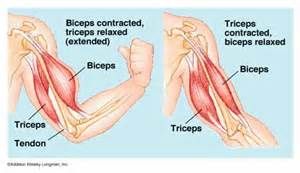 Biceps contracted,
triceps relaxed
(extended)
Biceps
Triceps
Tendon
Triceps
contracted,
biceps relaxed
Biceps
Triceps
©Addison Wesley Longman, Inc.